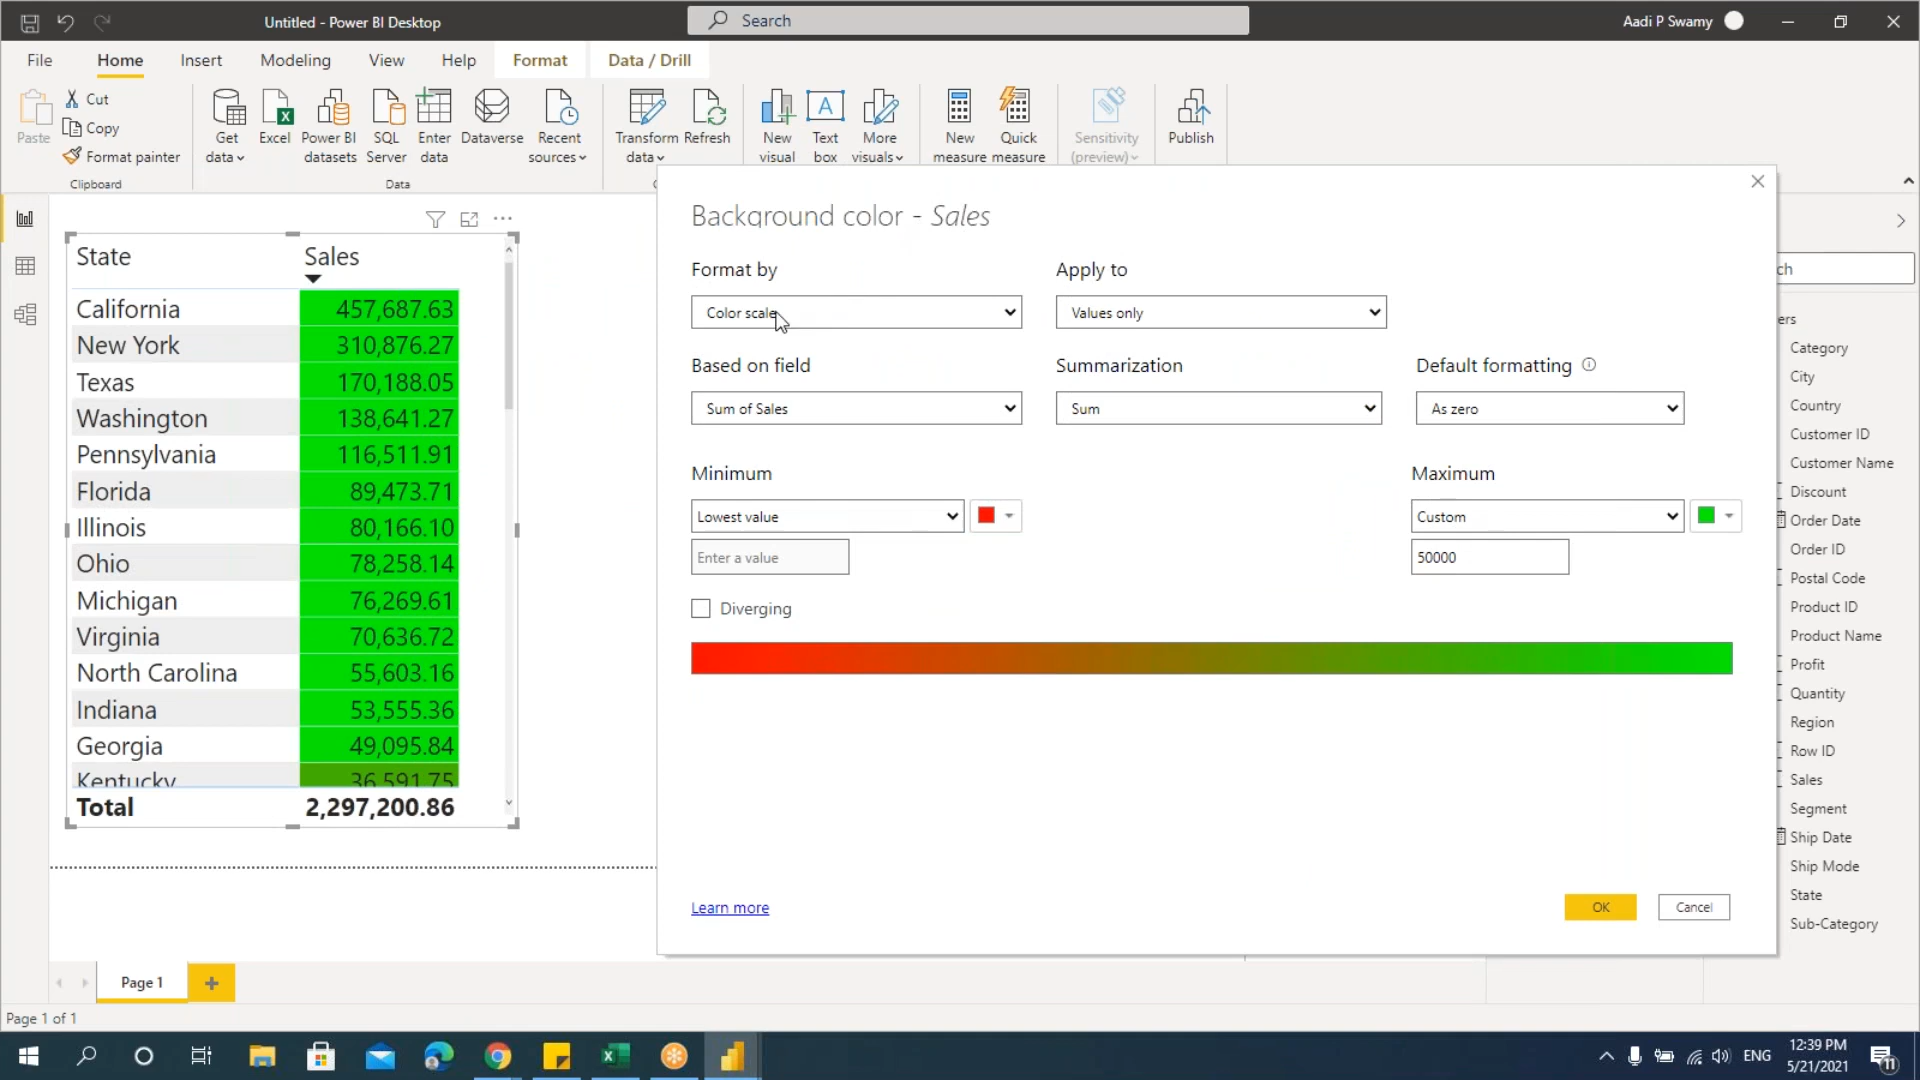 Untitled - Power BI Desktop
Search
Aadi P Swamy
File Home Insert Modeling View Help Format Data / Drill
Paste
Cut
Copy
Format painter
Clipboard
Get data
Excel
Power BI datasets
SQL Server
Enter data
Dataverse
Recent sources
Data
Transform data
Refresh
New visual
Text box
More visuals
New measure
Quick measure
Sensitivity (preview)
Publish
State Sales
California 457,687.63
New York 310,876.27
Texas 170,188.05
Washington 138,641.27
Pennsylvania 116,511.91
Florida 89,473.71
Illinois 80,166.10
Ohio 78,258.14
Michigan 76,269.61
Virginia 70,636.72
North Carolina 55,603.16
Indiana 53,555.36
Georgia 49,095.84
Kentucky 36,591.75
Total 2,297,200.86
Background color - Sales
Format by Apply to
Color scale Values only
Based on field Summarization Default formatting
Sum of Sales Sum As zero
Minimum Maximum
Lowest value Custom
Enter a value 50000
Diverging
Learn more
OK Cancel
ch
ers
Category
City
Country
Customer ID
Customer Name
Discount
Order Date
Order ID
Postal Code
Product ID
Product Name
Profit
Quantity
Region
Row ID
Sales
Segment
Ship Date
Ship Mode
State
Sub-Category
Page 1
Page 1 of 1
ENG
12:39 PM
5/21/2021
11